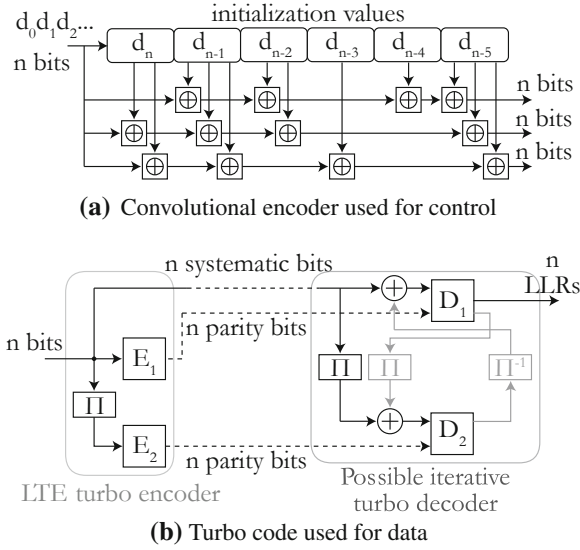 initialization values
d₀d₁d₂...
n bits
dₙ dₙ₋₁ dₙ₋₂ dₙ₋₃ dₙ₋₄ dₙ₋₅
n bits
n bits
n bits
(a) Convolutional encoder used for control
n systematic bits
n
LLRs
n parity bits
n bits
E₁
D₁
Π
Π
Π
Π⁻¹
E₂
D₂
n parity bits
LTE turbo encoder
Possible iterative
turbo decoder
(b) Turbo code used for data